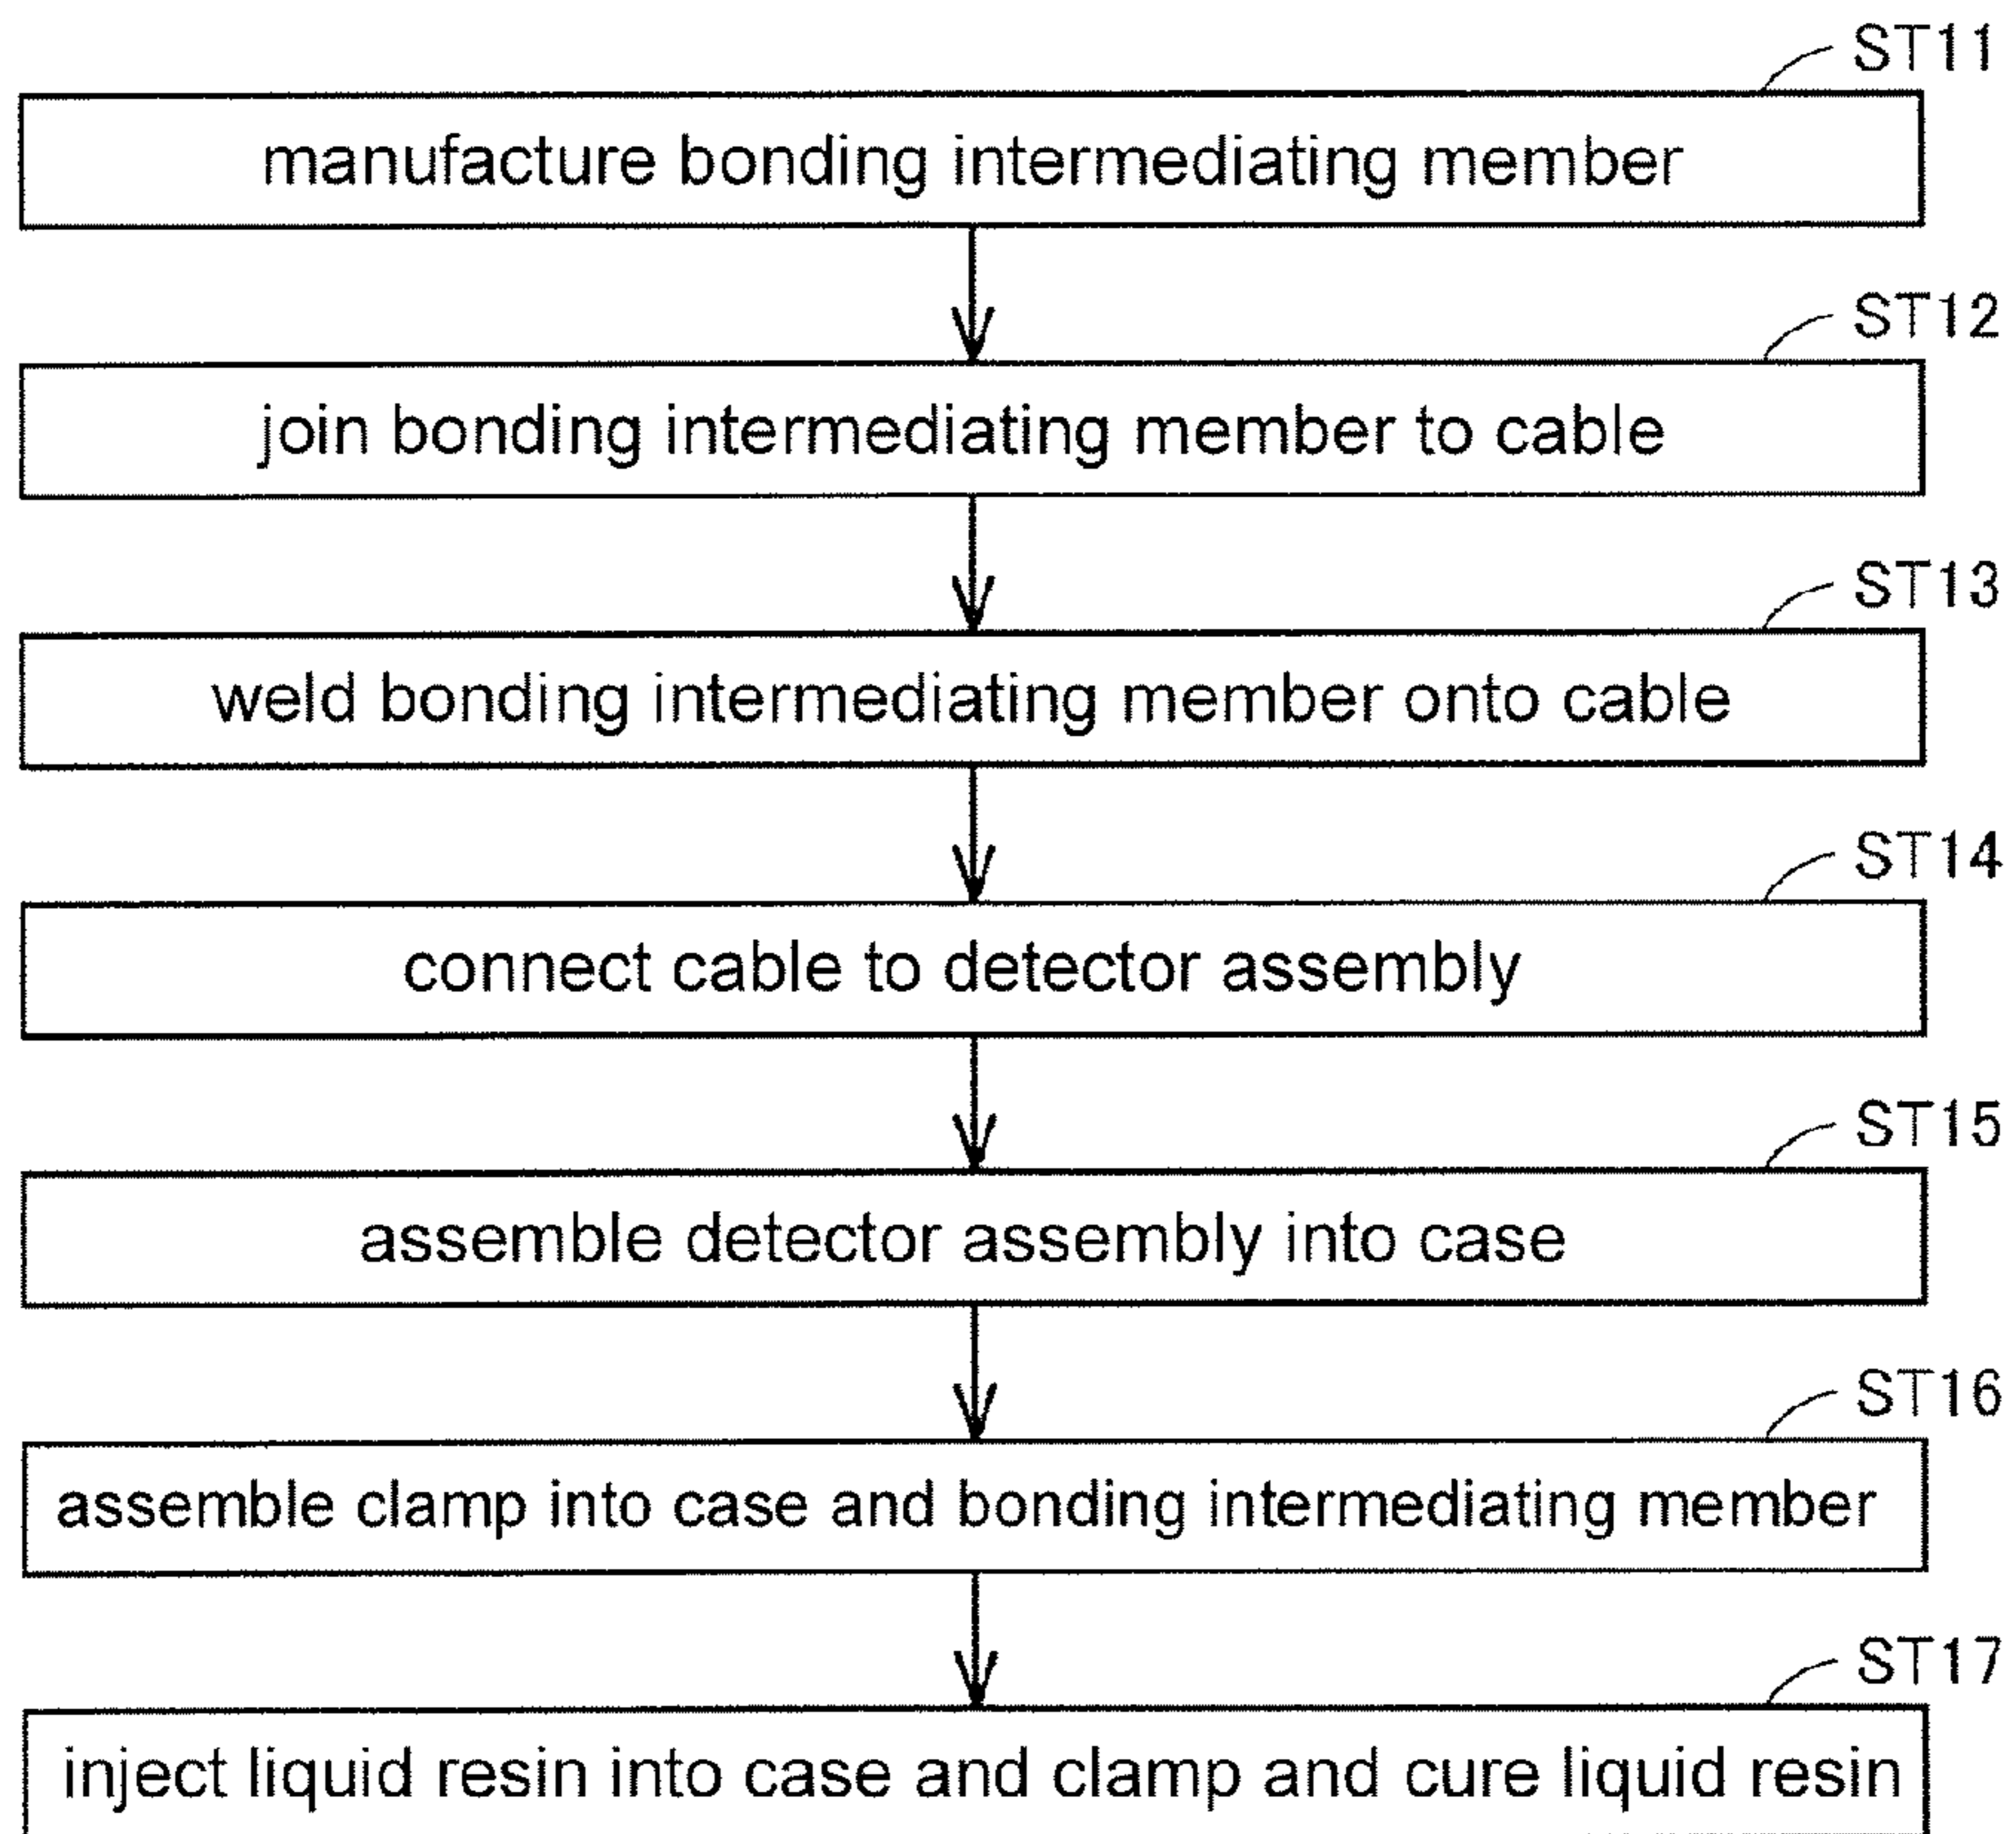 ST11
manufacture bonding intermediating member
ST12
join bonding intermediating member to cable
ST13
weld bonding intermediating member onto cable
ST14
connect cable to detector assembly
ST15
assemble detector assembly into case
ST16
assemble clamp into case and bonding intermediating member
ST17
inject liquid resin into case and clamp and cure liquid resin